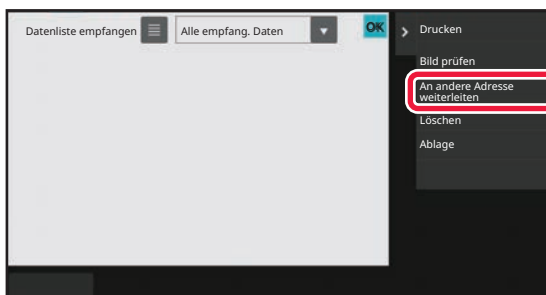 Datenliste empfangen
Alle empfang. Daten
OK
Drucken
Bild prüfen
An andere Adresse
weiterleiten
Löschen
Ablage